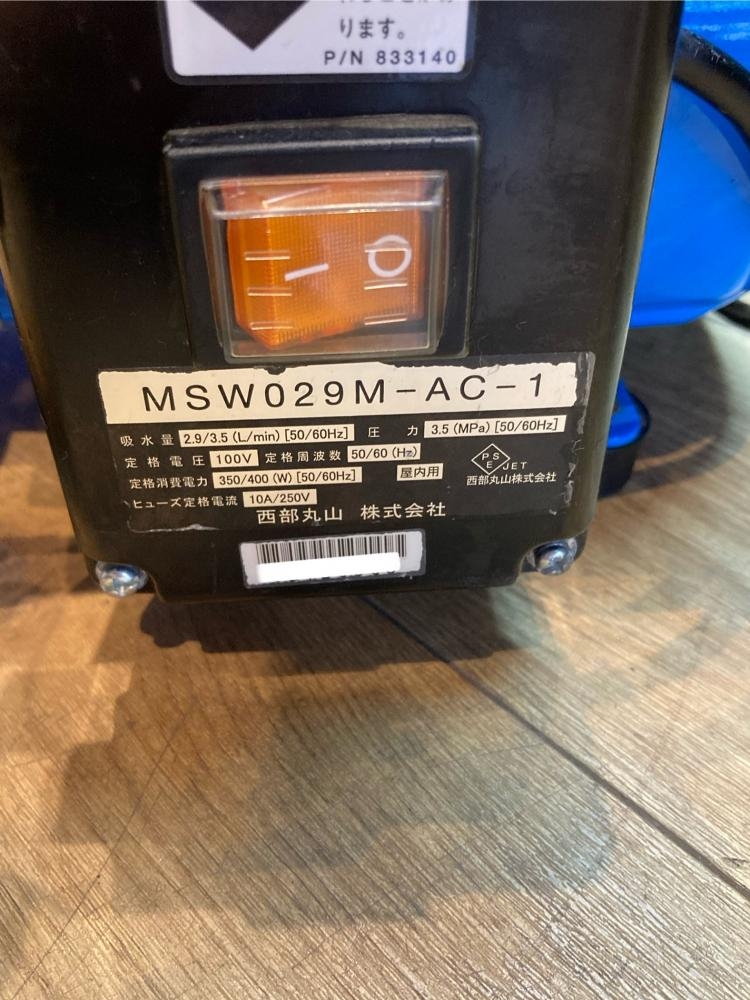 ります。
P/N 833140
MSW029M-AC-1
吸水量 2.9/3.5 (L/min) [50/60Hz] 圧力 3.5 (MPa) [50/60Hz]
定格電圧 100V 定格周波数 50/60 (Hz)
定格消費電力 350/400 (W) [50/60Hz] 屋内用
PSE JET
西部丸山株式会社
ヒューズ定格電流 10A/250V
西部丸山 株式会社